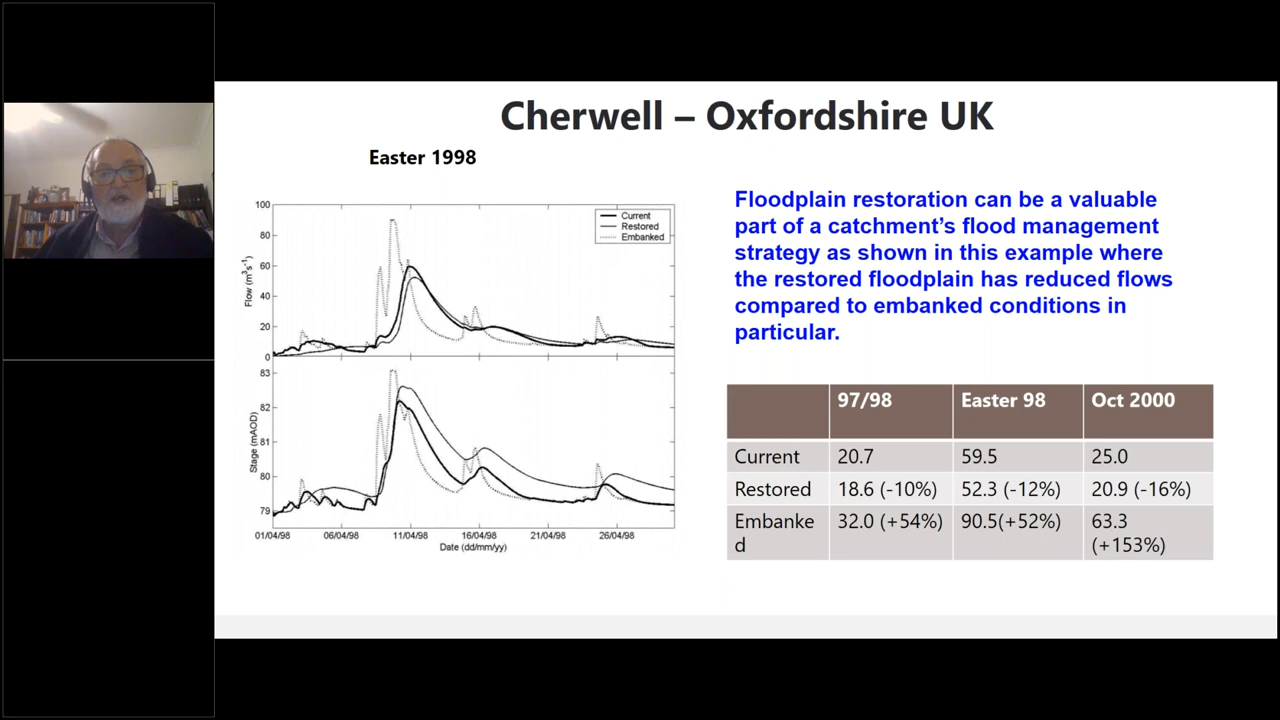 Cherwell – Oxfordshire UK
Easter 1998
100
80
60
40
20
0
Flow (m³s⁻¹)
Current
Restored
Embanked
83
82
81
80
79
Stage (mAOD)
01/04/98 06/04/98 11/04/98 16/04/98 21/04/98 26/04/98
Date (dd/mm/yy)
Floodplain restoration can be a valuable
part of a catchment’s flood management
strategy as shown in this example where
the restored floodplain has reduced flows
compared to embanked conditions in
particular.
97/98 Easter 98 Oct 2000
Current 20.7 59.5 25.0
Restored 18.6 (-10%) 52.3 (-12%) 20.9 (-16%)
Embanke 32.0 (+54%) 90.5(+52%) 63.3
d (+153%)